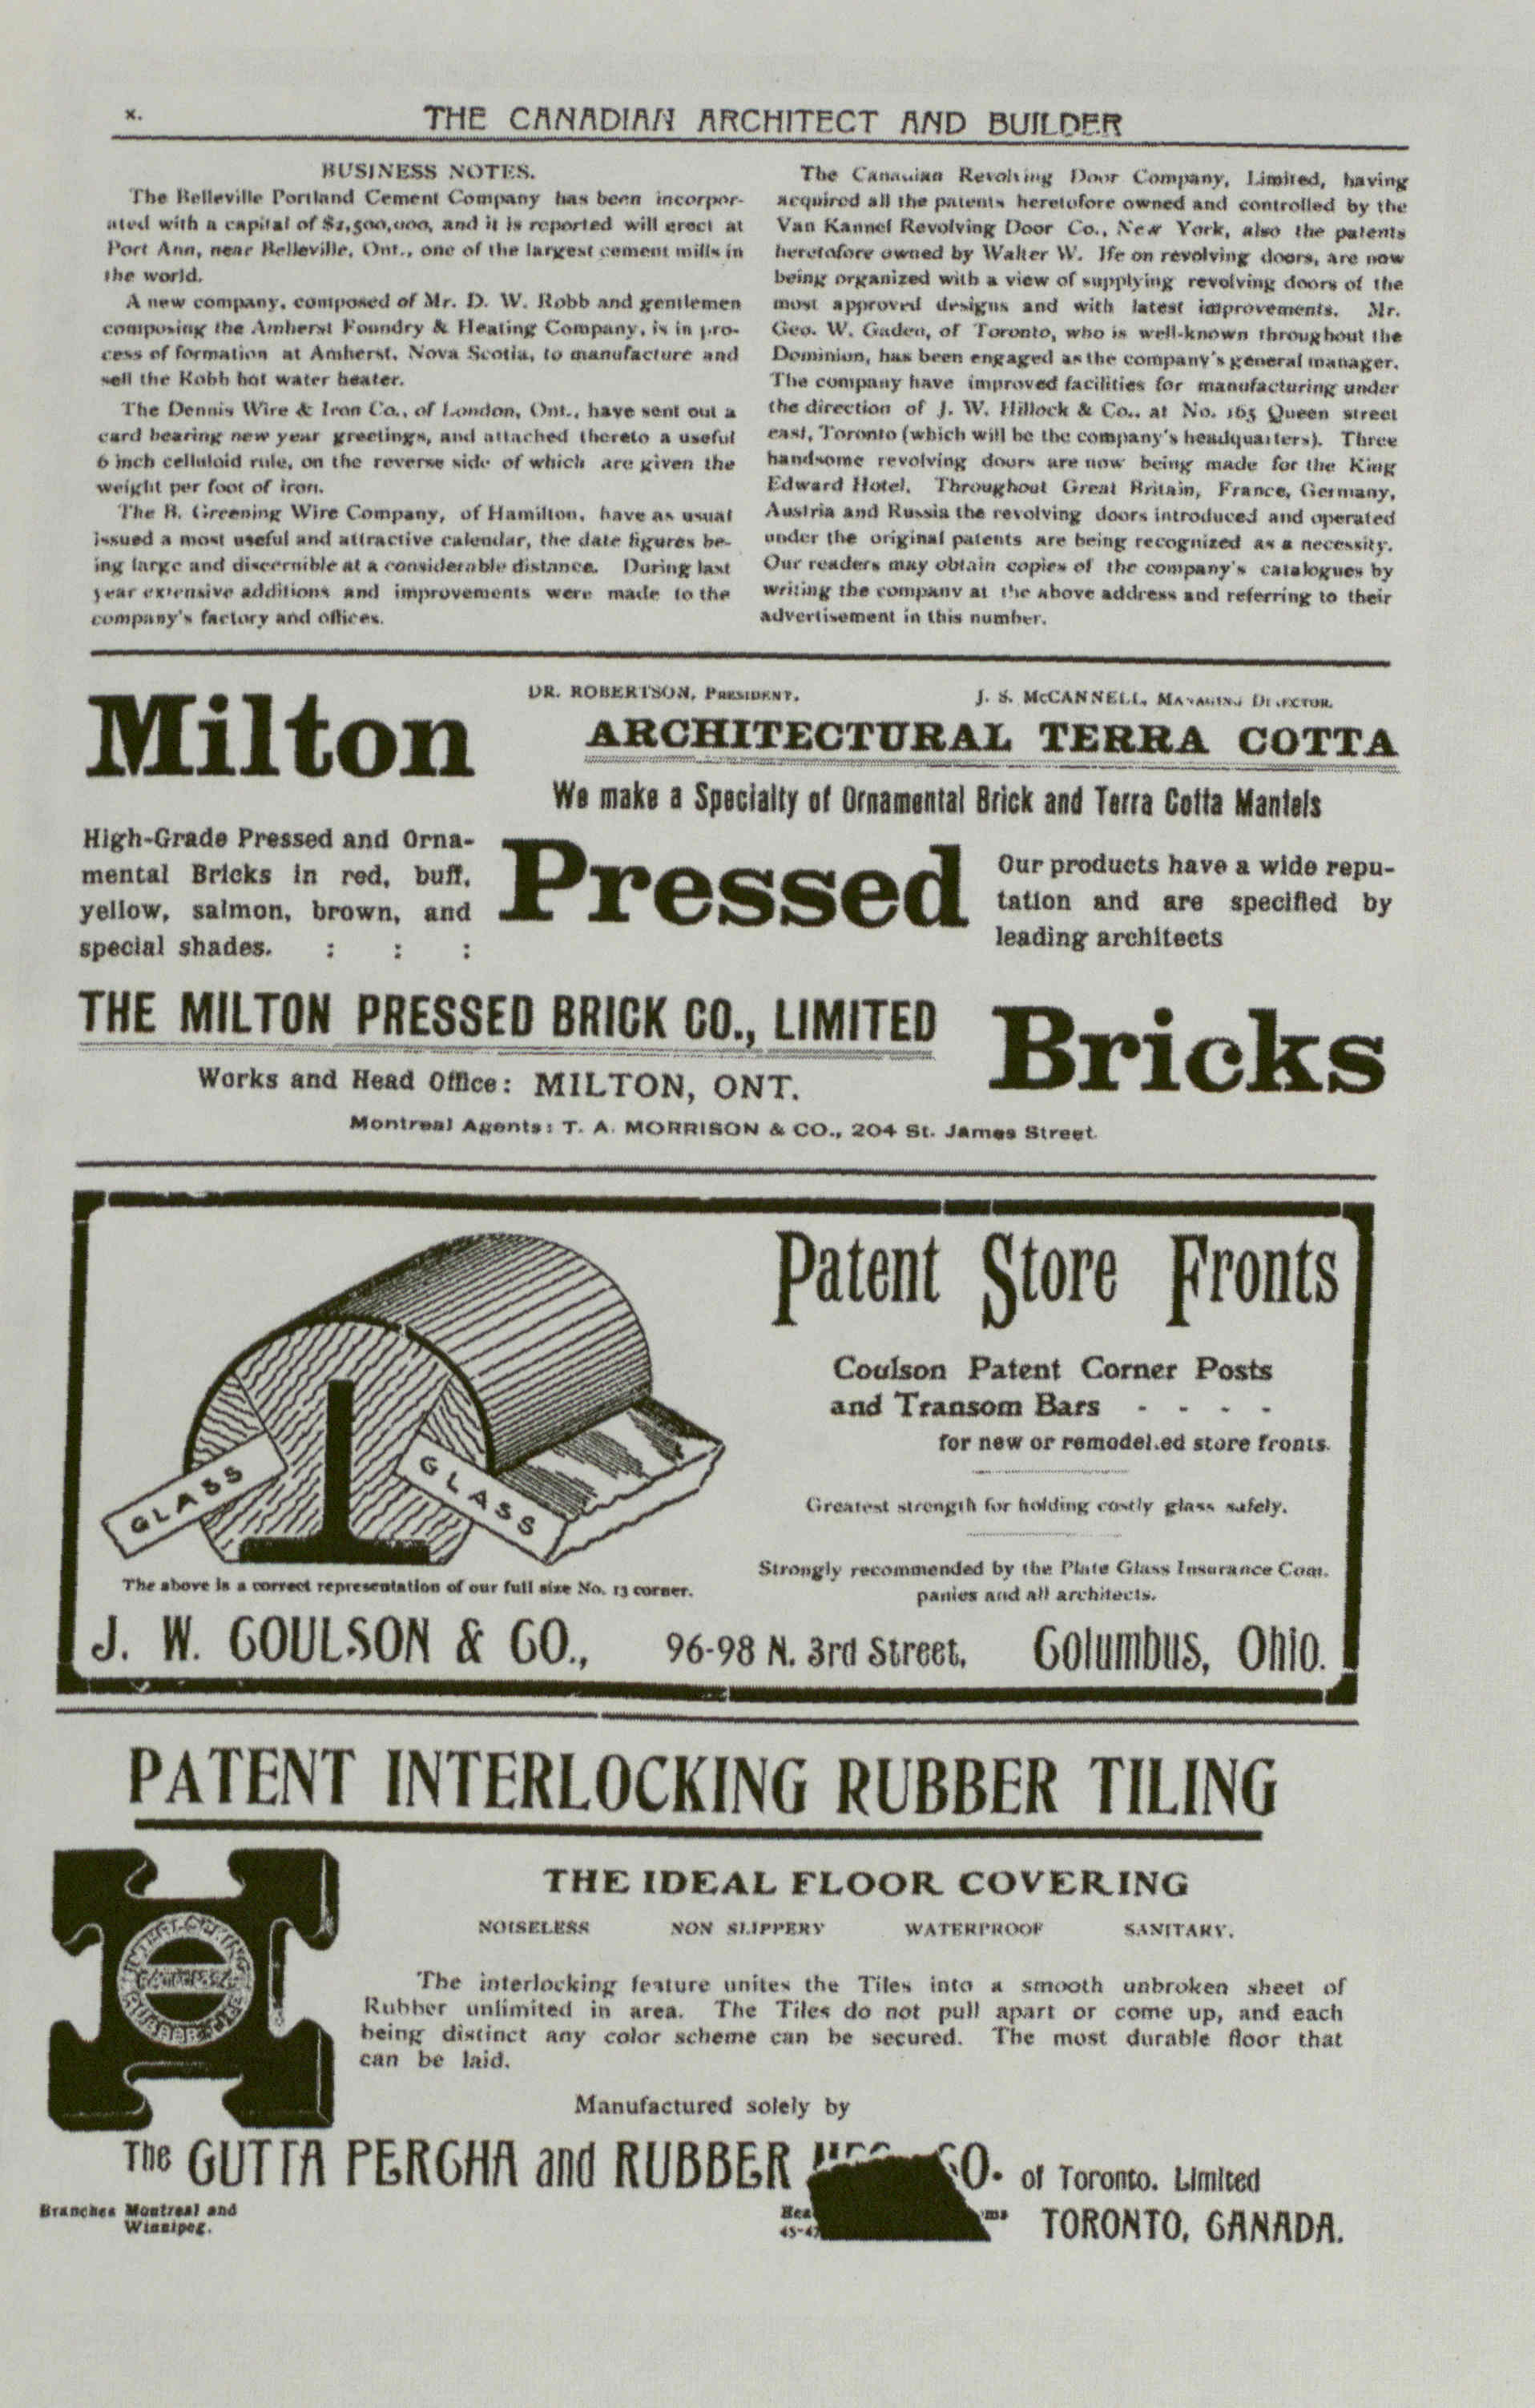 x.
THE CANADIAN ARCHITECT AND BUILDER
BUSINESS NOTES.
The Belleville Portland Cement Company has been incorpor-
ated with a capital of $1,500,000, and it is reported will erect at
Port Ann, near Belleville, Ont., one of the largest cement mills in
the world.
A new company, composed of Mr. D. W. Robb and gentlemen
composing the Amherst Foundry & Heating Company, is in pro-
cess of formation at Amherst, Nova Scotia, to manufacture and
sell the Robb hot water heater.
The Dennis Wire & Iron Co., of London, Ont., have sent out a
card bearing new year greetings, and attached thereto a useful
6 inch celluloid rule, on the reverse side of which are given the
weight per foot of iron.
The B. Greening Wire Company, of Hamilton, have as usual
issued a most useful and attractive calendar, the date figures be-
ing large and discernible at a considerable distance. During last
year extensive additions and improvements were made to the
company's factory and offices.
The Canadian Revolving Door Company, Limited, having
acquired all the patents heretofore owned and controlled by the
Van Kannel Revolving Door Co., New York, also the patents
heretofore owned by Walter W. Ife on revolving doors, are now
being organized with a view of supplying revolving doors of the
most approved designs and with latest improvements. Mr.
Geo. W. Gaden, of Toronto, who is well-known throughout the
Dominion, has been engaged as the company's general manager.
The company have improved facilities for manufacturing under
the direction of J. W. Hillock & Co., at No. 165 Queen street
east, Toronto (which will be the company's headquarters). Three
handsome revolving doors are now being made for the King
Edward Hotel. Throughout Great Britain, France, Germany,
Austria and Russia the revolving doors introduced and operated
under the original patents are being recognized as a necessity.
Our readers may obtain copies of the company's catalogues by
writing the company at the above address and referring to their
advertisement in this number.
DR. ROBERTSON, PRESIDENT.
J. S. McCANNELL, MANAGING DIRECTOR.
Milton
ARCHITECTURAL TERRA COTTA
We make a Specialty of Ornamental Brick and Terra Cotta Mantels
High-Grade Pressed and Orna-
mental Bricks in red, buff,
yellow, salmon, brown, and
special shades. : : :
Pressed
Our products have a wide repu-
tation and are specified by
leading architects
THE MILTON PRESSED BRICK CO., LIMITED
Bricks
Works and Head Office: MILTON, ONT.
Montreal Agents: T. A. MORRISON & CO., 204 St. James Street.
Patent Store Fronts
Coulson Patent Corner Posts
and Transom Bars - - - -
for new or remodelled store fronts.
Greatest strength for holding costly glass safely.
Strongly recommended by the Plate Glass Insurance Com.
panies and all architects.
GLASS
GLASS
The above is a correct representation of our full size No. 13 corner.
J. W. COULSON & CO., 96-98 N. 3rd Street, Columbus, Ohio.
PATENT INTERLOCKING RUBBER TILING
THE IDEAL FLOOR COVERING
NOISELESS NON SLIPPERY WATERPROOF SANITARY.
INTERLOCKING
RUBBER TILE
The interlocking feature unites the Tiles into a smooth unbroken sheet of
Rubber unlimited in area. The Tiles do not pull apart or come up, and each
being distinct any color scheme can be secured. The most durable floor that
can be laid.
Manufactured solely by
The GUTTA PERCHA and RUBBER CO. of Toronto. Limited
Branches Montreal and
Winnipeg.
TORONTO, CANADA.